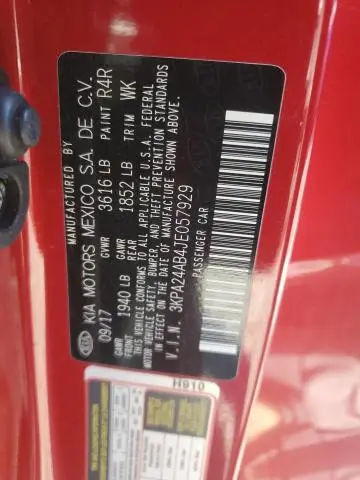 MANUFACTURED BY
KIA KIA MOTORS MEXICO S.A. DE C.V.
09/17 GVWR 3616 LB PAINT R4R
GAWR FRONT 1940 LB GAWR REAR 1852 LB TRIM WK
THIS VEHICLE CONFORMS TO ALL APPLICABLE U.S.A. FEDERAL
MOTOR VEHICLE SAFETY, BUMPER, AND THEFT PREVENTION STANDARDS
IN EFFECT ON THE DATE OF MANUFACTURE SHOWN ABOVE.
V.I.N. 3KPA24AB4JE057929
PASSENGER CAR
H910